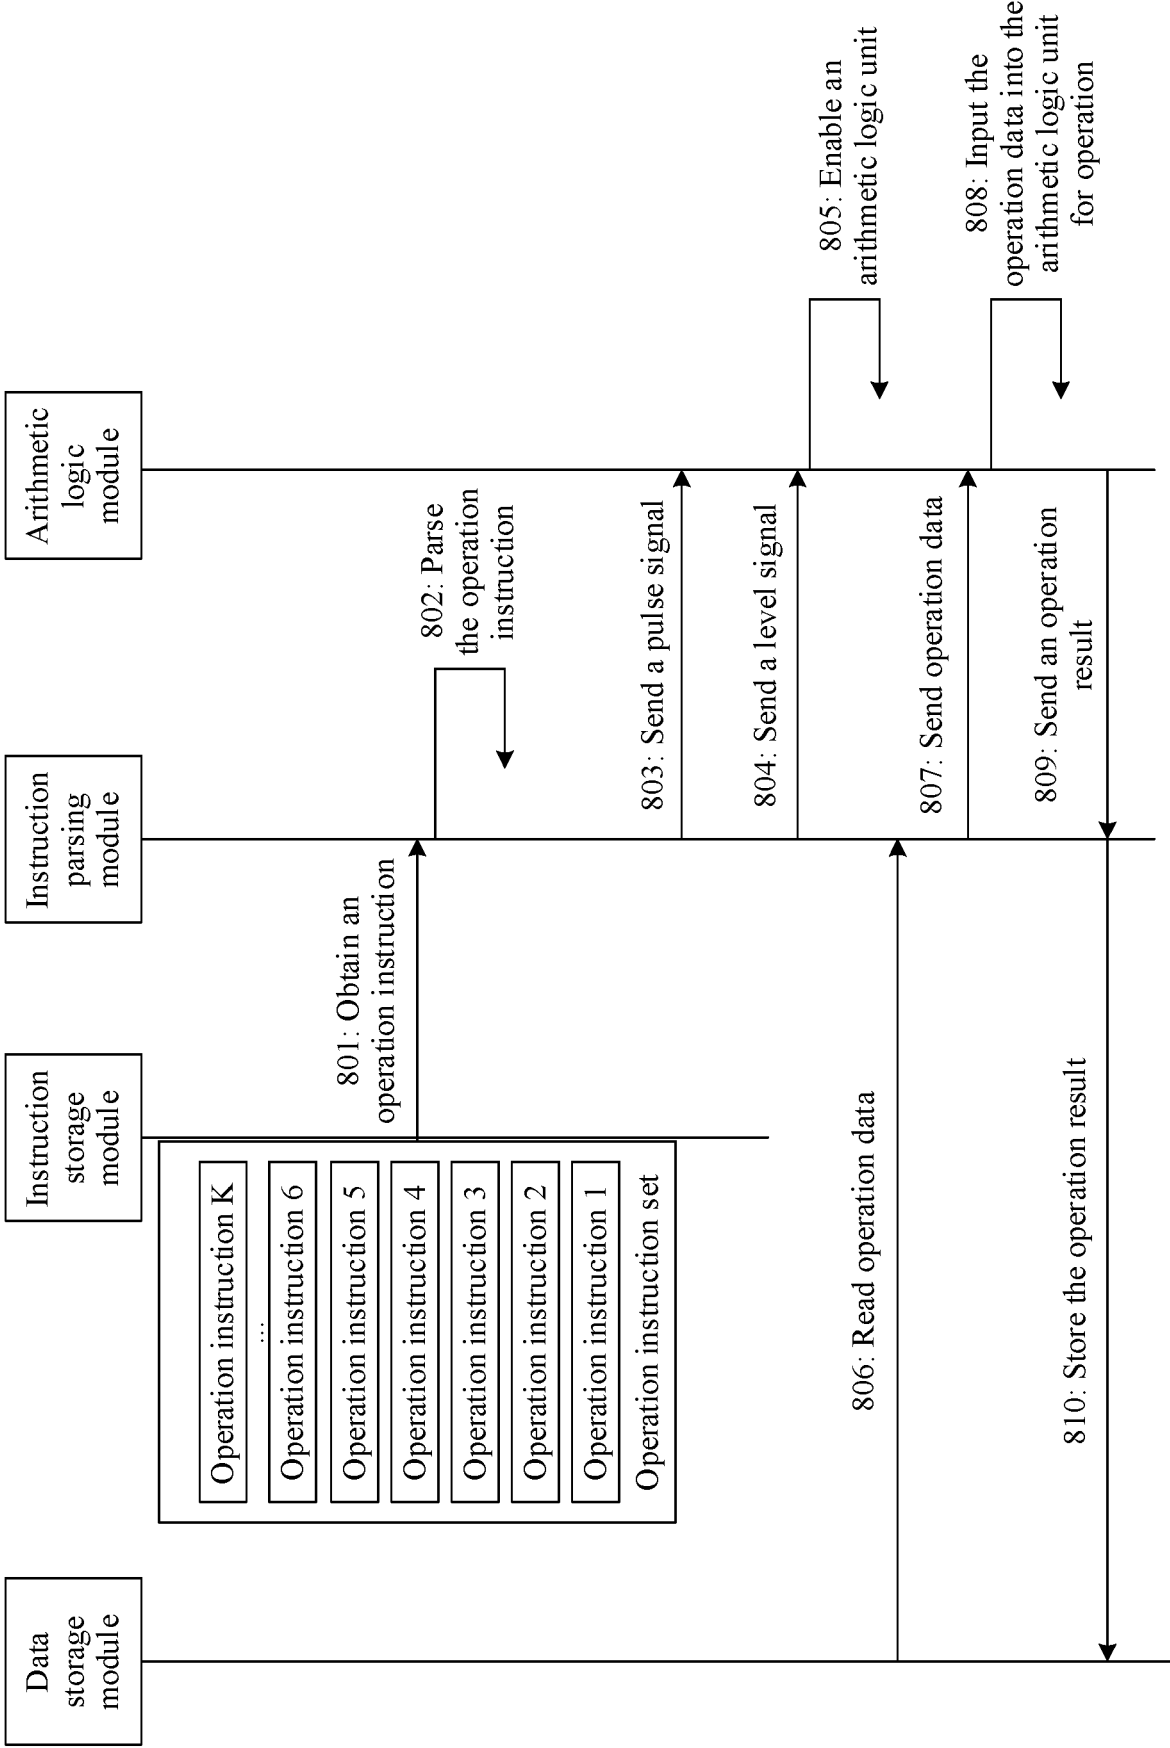 Data
storage
module
Instruction
storage
module
Instruction
parsing
module
Arithmetic
logic
module
Operation instruction K
...
Operation instruction 6
Operation instruction 5
Operation instruction 4
Operation instruction 3
Operation instruction 2
Operation instruction 1
Operation instruction set
801: Obtain an
operation instruction
802: Parse
the operation
instruction
803: Send a pulse signal
804: Send a level signal
805: Enable an
arithmetic logic unit
806: Read operation data
807: Send operation data
808: Input the
operation data into the
arithmetic logic unit
for operation
809: Send an operation
result
810: Store the operation result